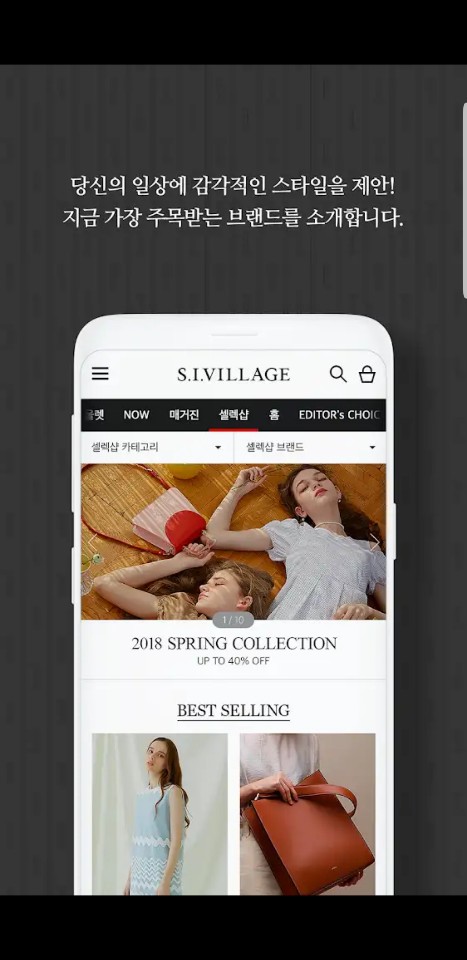 당신의 일상에 감각적인 스타일을 제안!
지금 가장 주목받는 브랜드를 소개합니다.
S.I.VILLAGE
NOW 매거진 셀렉샵 홈 EDITOR's CHOIC
셀렉샵 카테고리 셀렉샵 브랜드
1 / 10
2018 SPRING COLLECTION
UP TO 40% OFF
BEST SELLING